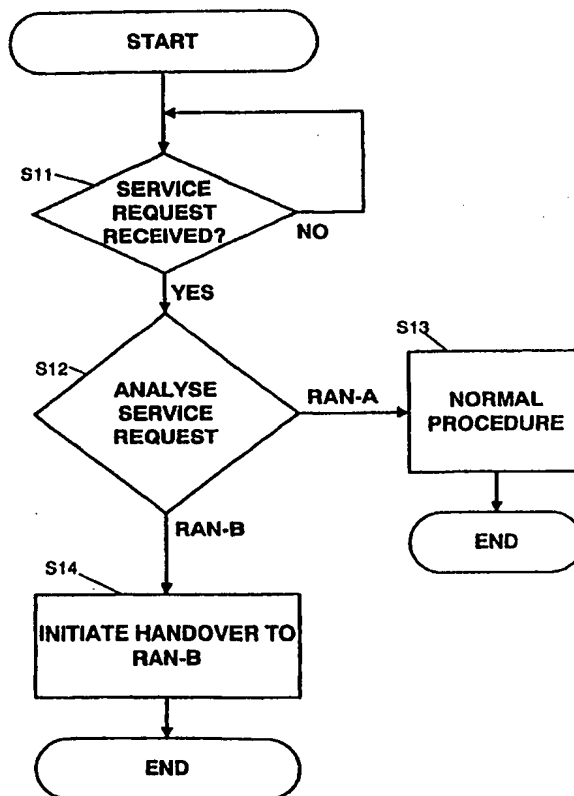 START
S11
SERVICE
REQUEST
RECEIVED?
NO
YES
S12
ANALYSE
SERVICE
REQUEST
RAN-A
S13
NORMAL
PROCEDURE
END
RAN-B
S14
INITIATE HANDOVER TO
RAN-B
END